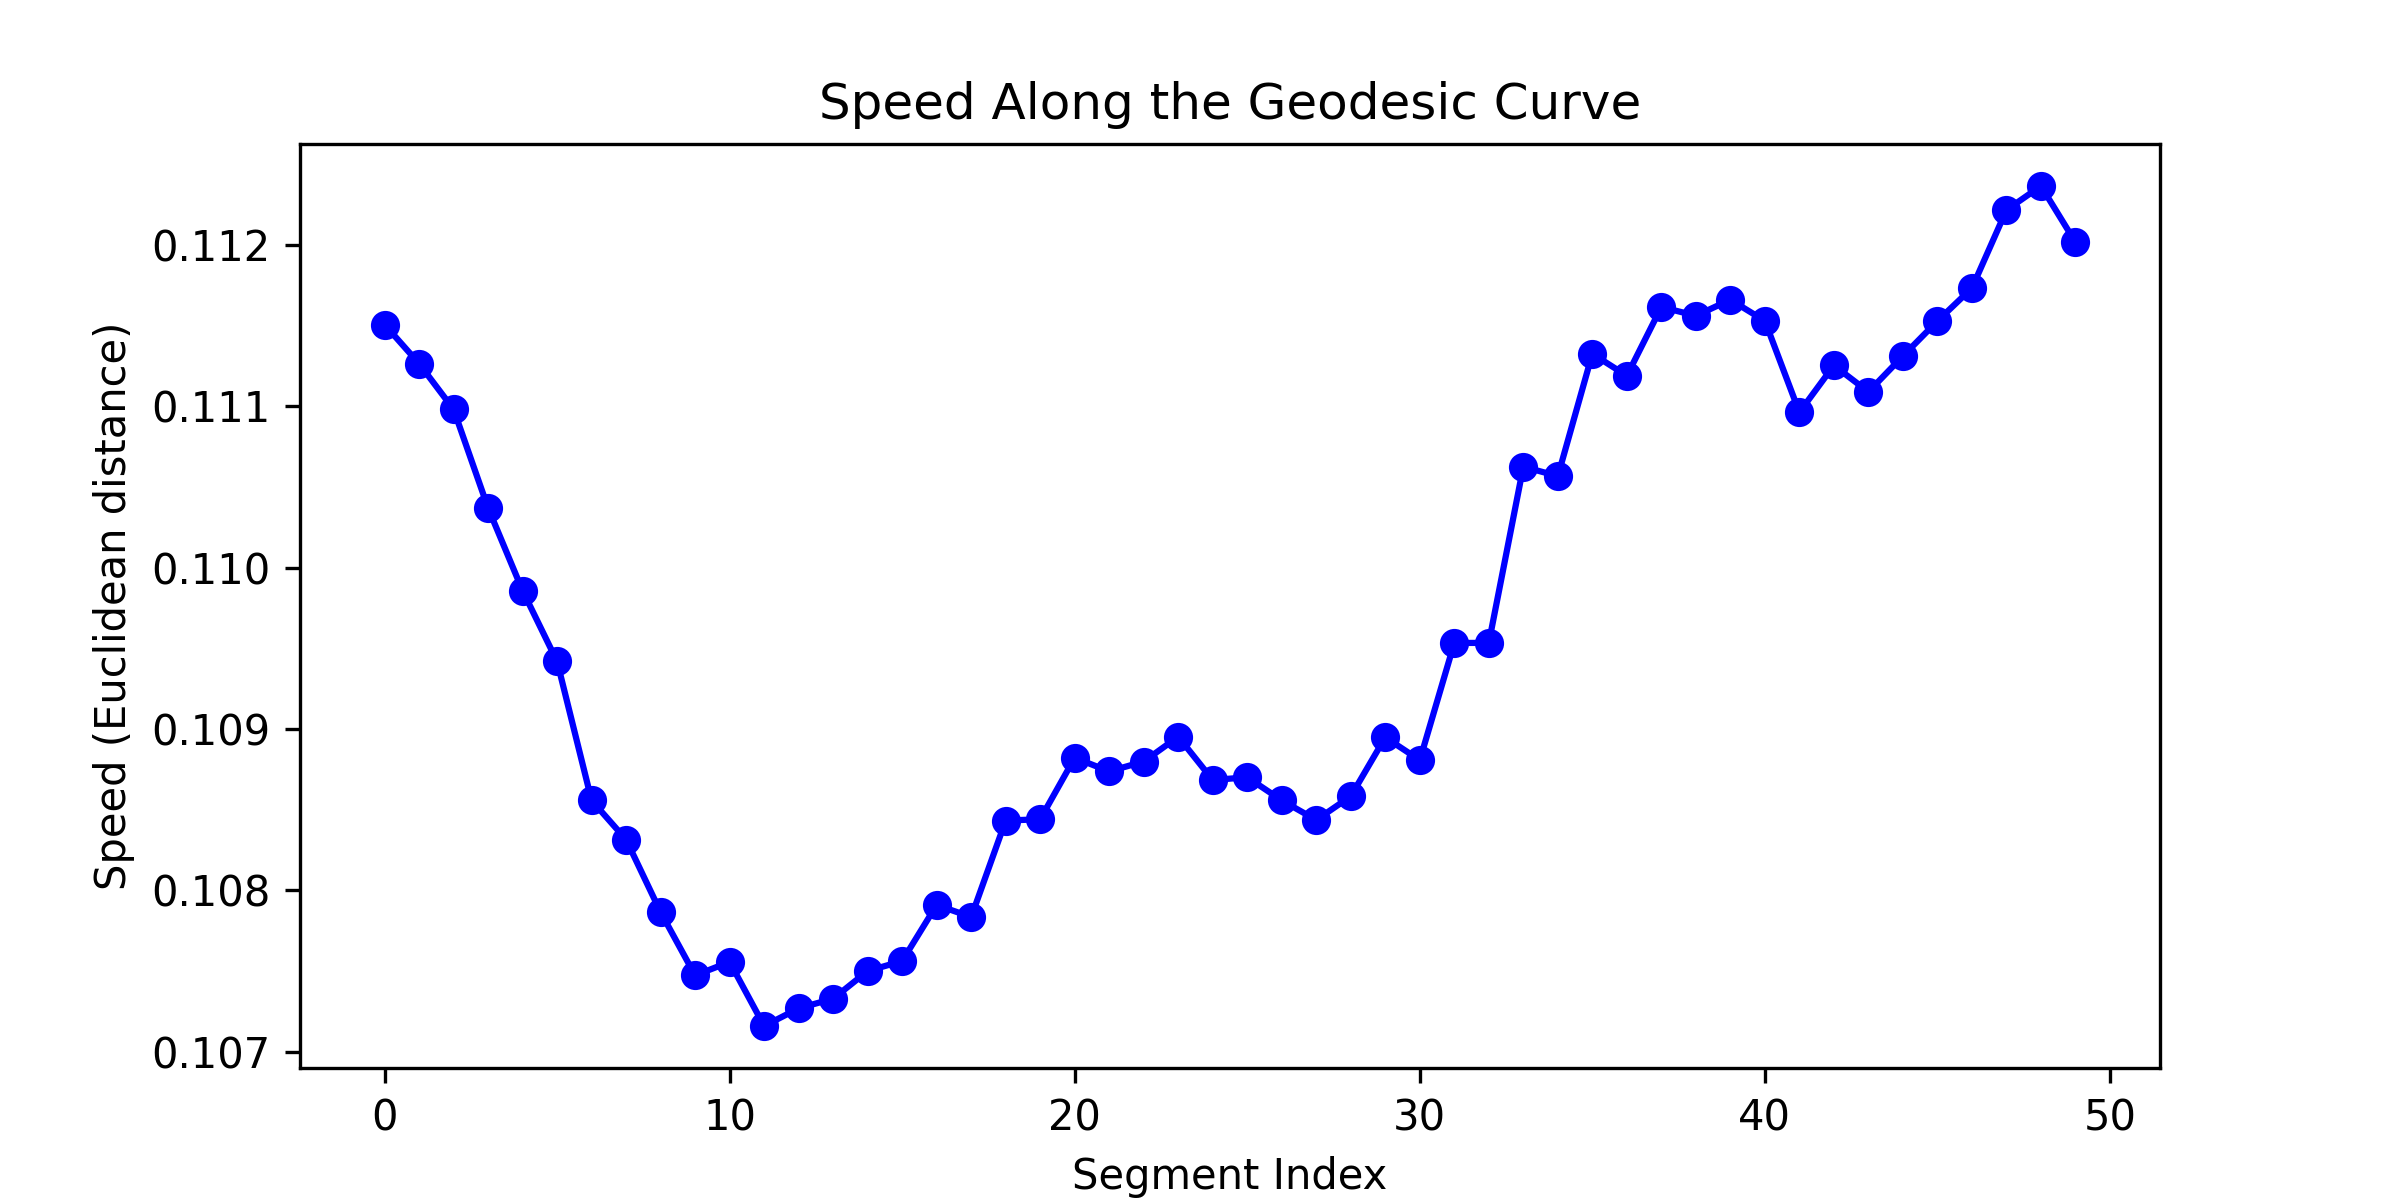 Speed Along the Geodesic Curve
Speed (Euclidean distance)
0.112
0.111
0.110
0.109
0.108
0.107
0 10 20 30 40 50
Segment Index